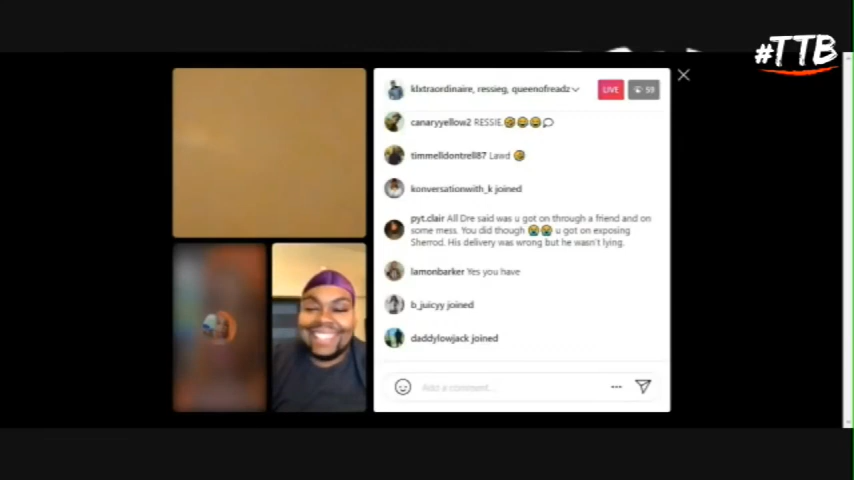 #TTB
klxtraordinaire, ressieg, queenofreadz
LIVE
59
canaryyellow2 RESSIE 🤣😂😂💭
timmelldontrell87 Lawd 🤣
konversationwith_k joined
pyt.clair All Dre said was u got on through a friend and on
some mess. You did though 😭😭 u got on exposing
Sherrod. His delivery was wrong but he wasn't lying.
lamonbarker Yes you have
b_juicyy joined
daddylowjack joined
Add a comment...